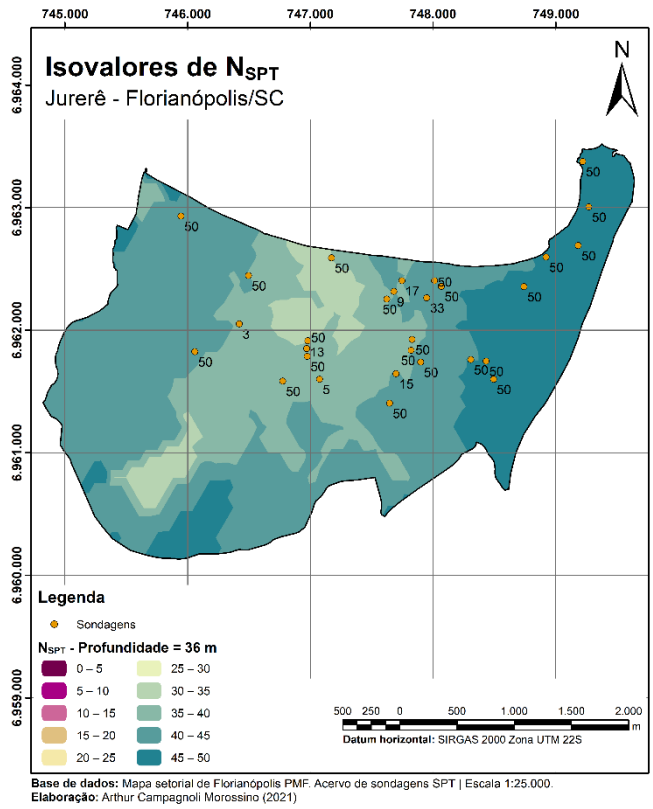 745.000 746.000 747.000 748.000 749.000
Isovalores de NSPT
Jurerê - Florianópolis/SC
N
6.964.000
6.963.000
6.962.000
6.961.000
6.960.000
6.959.000
50
50
50
50
50
50
50
50
50
17
50
50
9
50
33
3
50
13
50
50
50
50
50
50
50
50
15
5
50
50
Legenda
Sondagens
NSPT - Profundidade = 36 m
0 – 5 25 – 30
5 – 10 30 – 35
10 – 15 35 – 40
15 – 20 40 – 45
20 – 25 45 – 50
500 250 0 500 1.000 1.500 2.000
m
Datum horizontal: SIRGAS 2000 Zona UTM 22S
Base de dados: Mapa setorial de Florianópolis PMF. Acervo de sondagens SPT | Escala 1:25.000.
Elaboração: Arthur Campagnoli Morossino (2021)